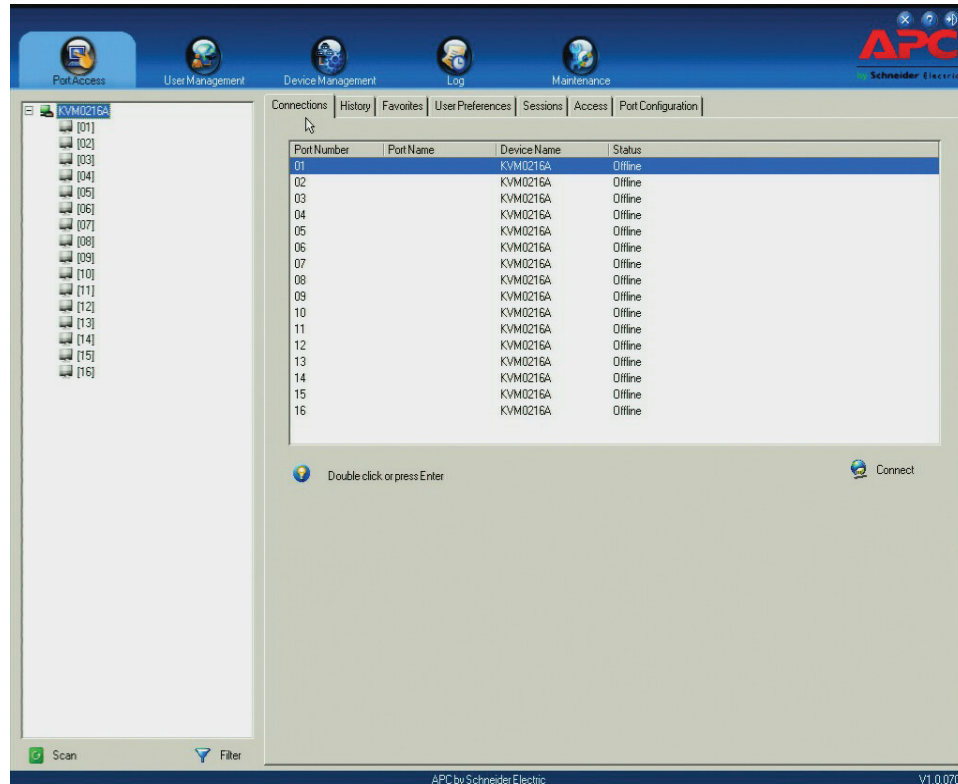 APC
by Schneider Electric
Port Access User Management Device Management Log Maintenance
KVM0216A
[01]
[02]
[03]
[04]
[05]
[06]
[07]
[08]
[09]
[10]
[11]
[12]
[13]
[14]
[15]
[16]
Scan Filter
Connections History Favorites User Preferences Sessions Access Port Configuration
Port Number Port Name Device Name Status
01 KVM0216A Offline
02 KVM0216A Offline
03 KVM0216A Offline
04 KVM0216A Offline
05 KVM0216A Offline
06 KVM0216A Offline
07 KVM0216A Offline
08 KVM0216A Offline
09 KVM0216A Offline
10 KVM0216A Offline
11 KVM0216A Offline
12 KVM0216A Offline
13 KVM0216A Offline
14 KVM0216A Offline
15 KVM0216A Offline
16 KVM0216A Offline
Double click or press Enter Connect
APC by Schneider Electric V1.0.070